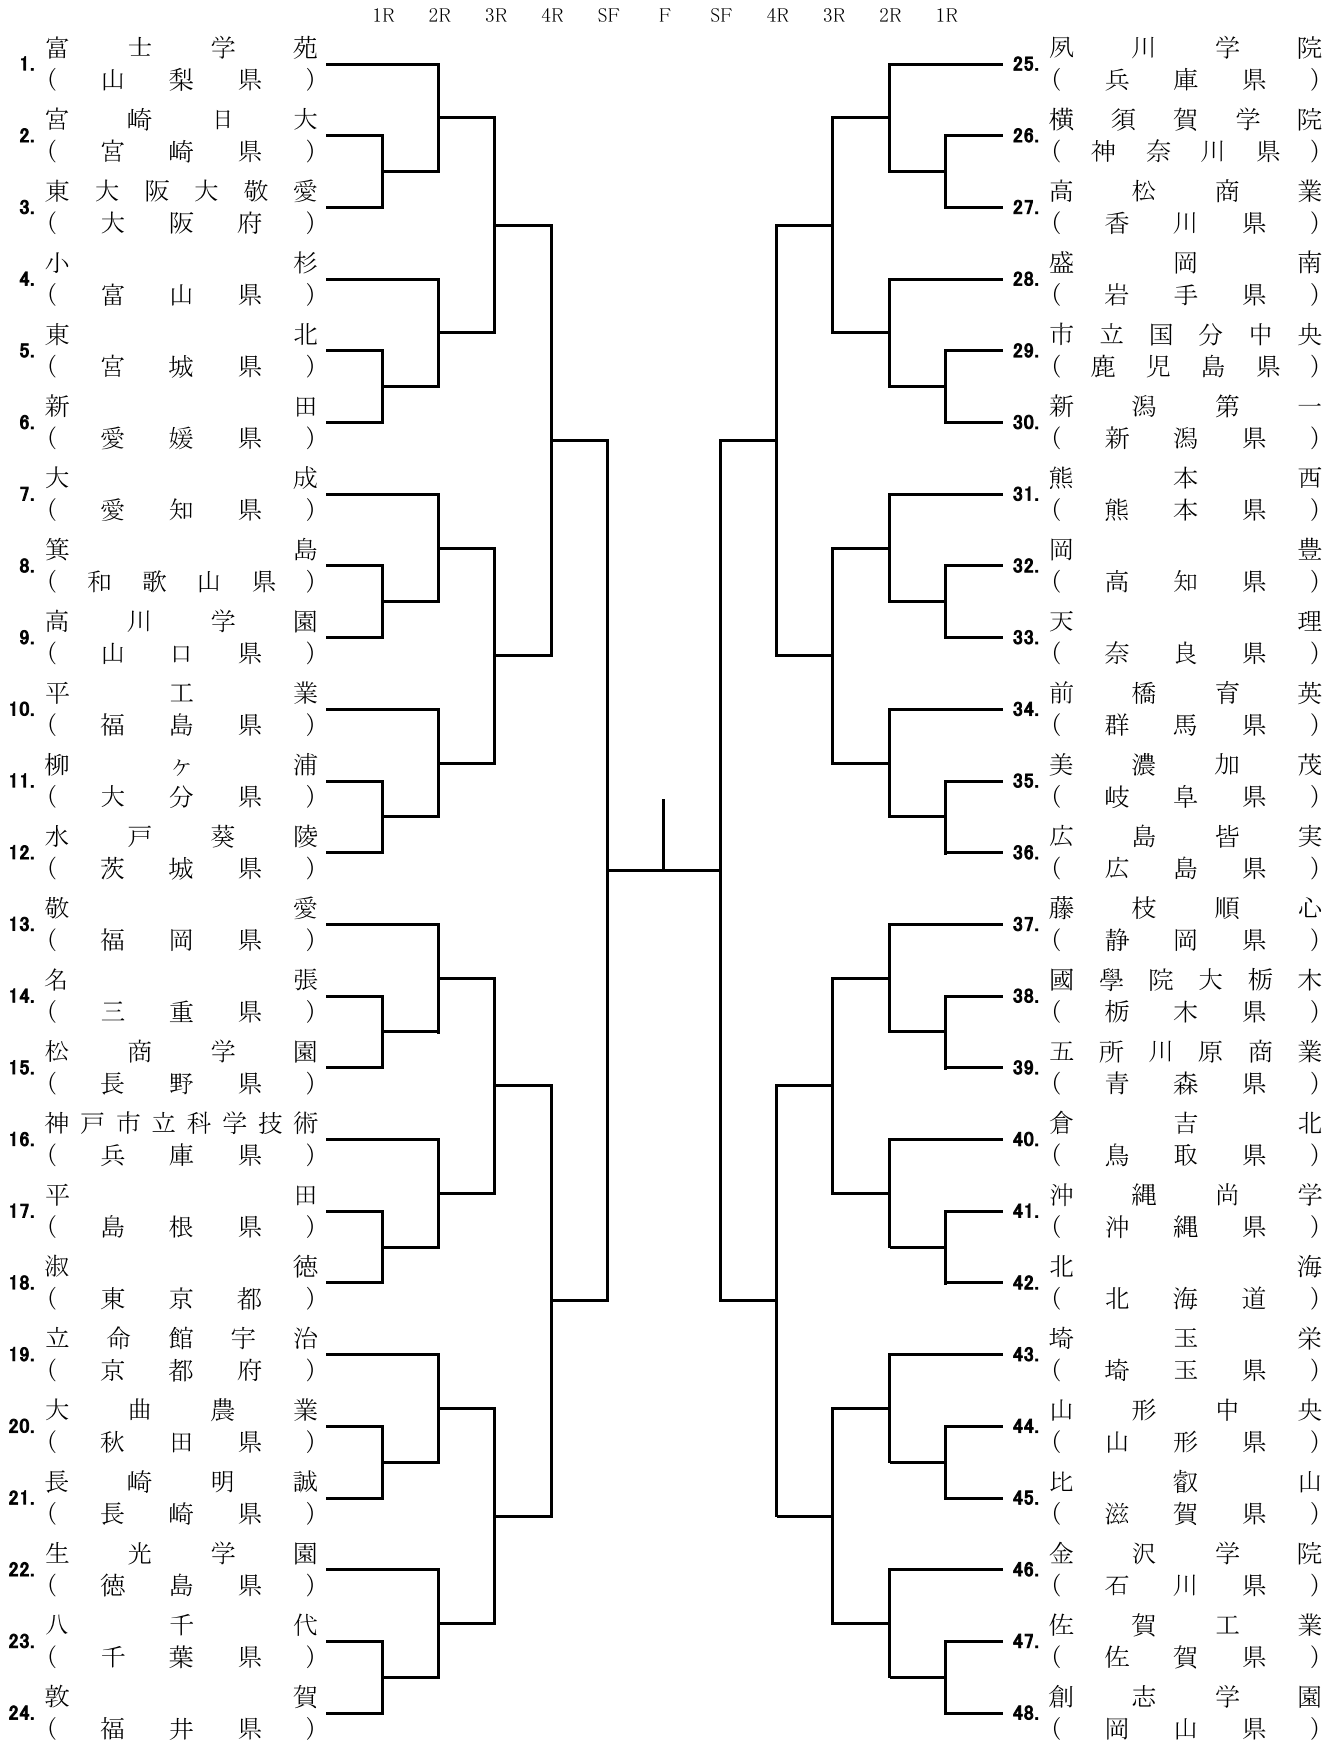 1R 2R 3R 4R SF F SF 4R 3R 2R 1R
1. 富士学苑
(山梨県)
2. 宮崎日大
(宮崎県)
3. 東大阪大敬愛
(大阪府)
4. 小杉
(富山県)
5. 東北
(宮城県)
6. 新田
(愛媛県)
7. 大成
(愛知県)
8. 箕島
(和歌山県)
9. 高川学園
(山口県)
10. 平工業
(福島県)
11. 柳ヶ浦
(大分県)
12. 水戸葵陵
(茨城県)
13. 敬愛
(福岡県)
14. 名張
(三重県)
15. 松商学園
(長野県)
16. 神戸市立科学技術
(兵庫県)
17. 平田
(島根県)
18. 淑徳
(東京都)
19. 立命館宇治
(京都府)
20. 大曲農業
(秋田県)
21. 長崎明誠
(長崎県)
22. 生光学園
(徳島県)
23. 八千代
(千葉県)
24. 敦賀
(福井県)
25. 夙川学院
(兵庫県)
26. 横須賀学院
(神奈川県)
27. 高松商業
(香川県)
28. 盛岡南
(岩手県)
29. 市立国分中央
(鹿児島県)
30. 新潟第一
(新潟県)
31. 熊本西
(熊本県)
32. 岡豊
(高知県)
33. 天理
(奈良県)
34. 前橋育英
(群馬県)
35. 美濃加茂
(岐阜県)
36. 広島皆実
(広島県)
37. 藤枝順心
(静岡県)
38. 國學院大栃木
(栃木県)
39. 五所川原商業
(青森県)
40. 倉吉北
(鳥取県)
41. 沖縄尚学
(沖縄県)
42. 北海
(北海道)
43. 埼玉栄
(埼玉県)
44. 山形中央
(山形県)
45. 比叡山
(滋賀県)
46. 金沢学院
(石川県)
47. 佐賀工業
(佐賀県)
48. 創志学園
(岡山県)